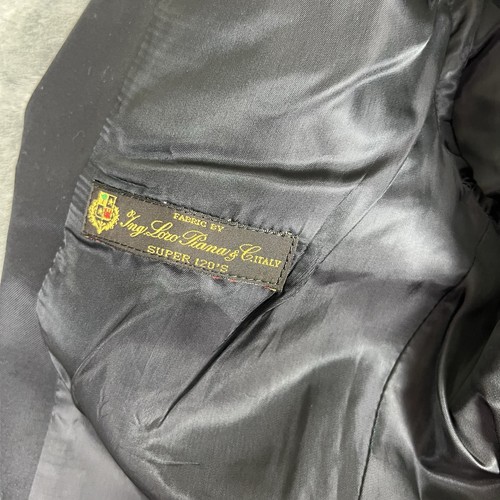 FABRIC BY
Ing. Loro Piana & C ITALY
SUPER 120'S